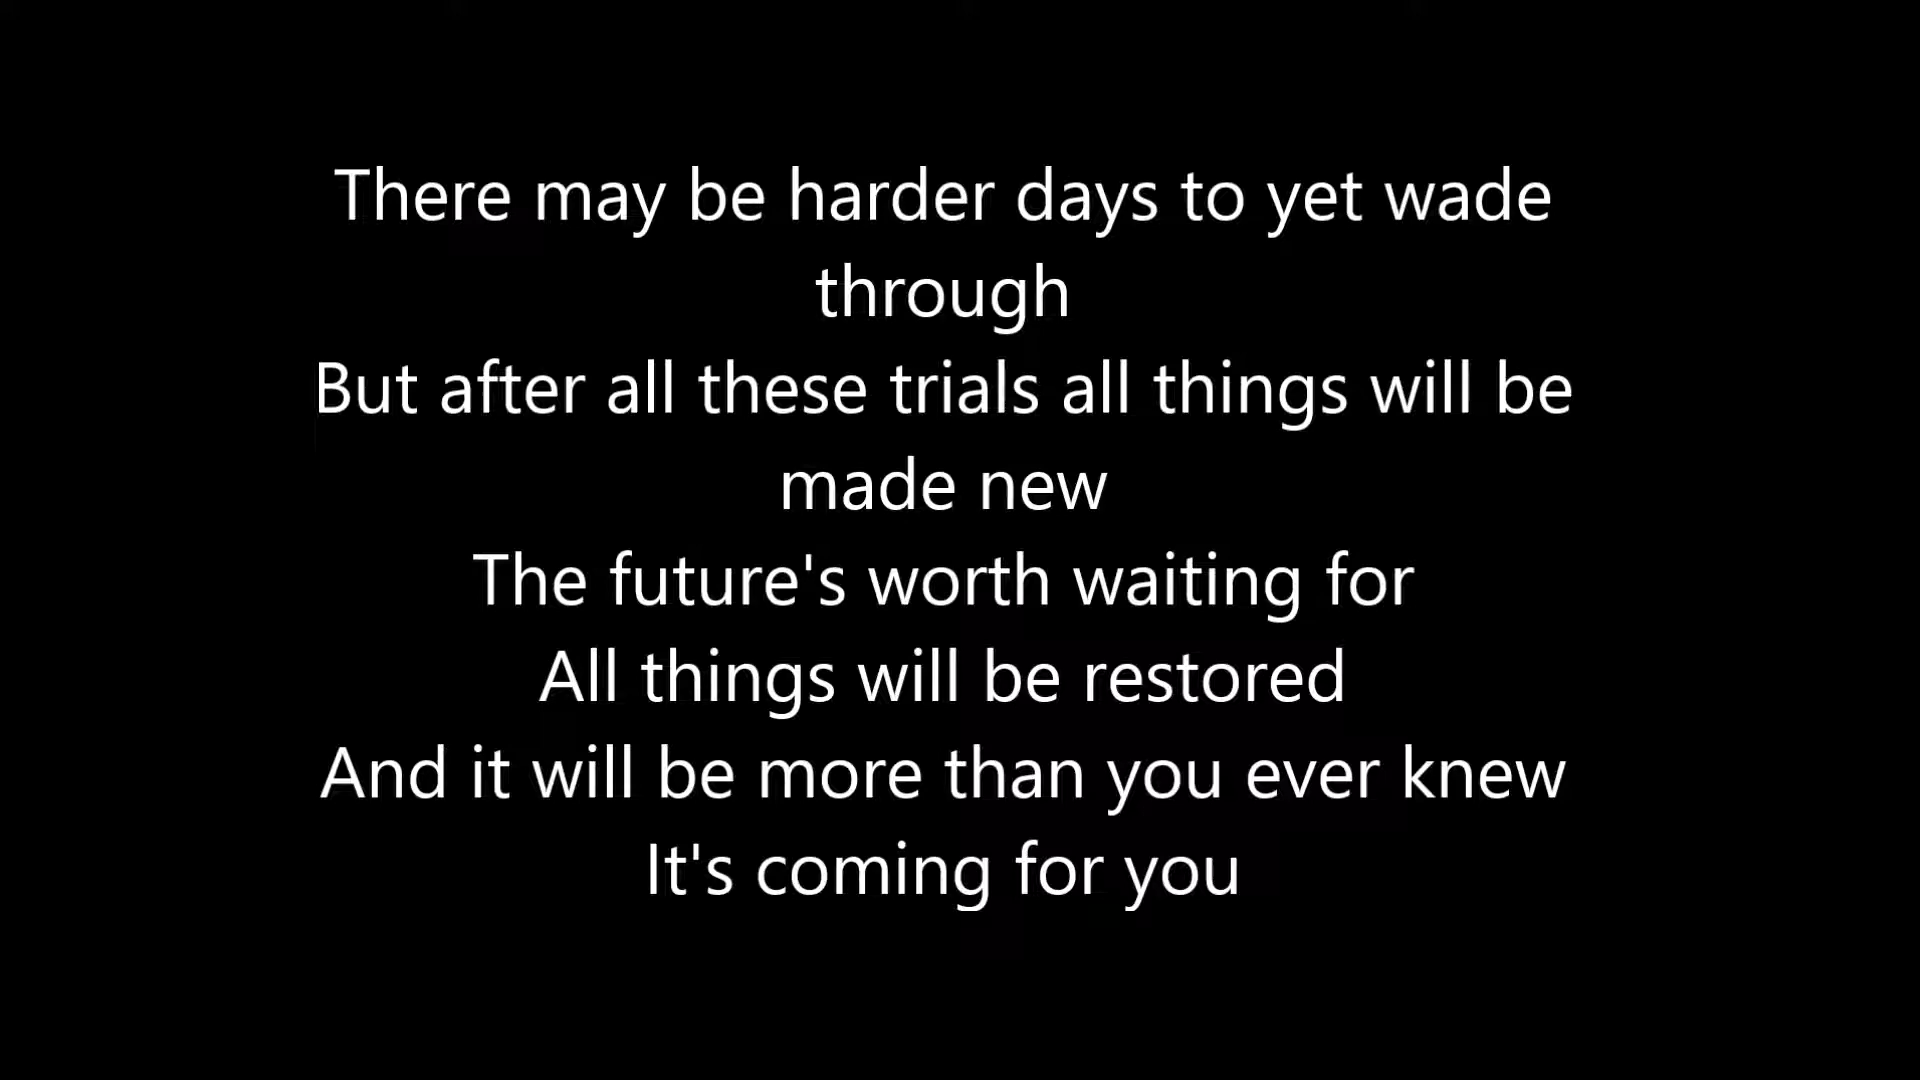 There may be harder days to yet wade
through
But after all these trials all things will be
made new
The future's worth waiting for
All things will be restored
And it will be more than you ever knew
It's coming for you